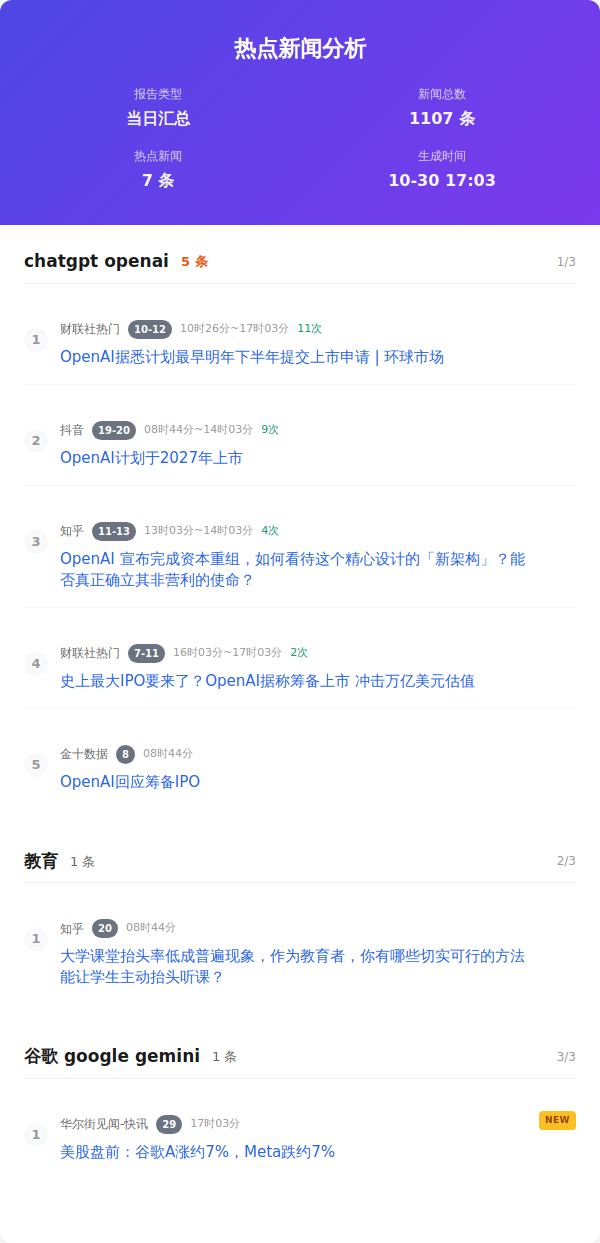 热点新闻分析
报告类型
新闻总数
当日汇总
1107 条
热点新闻
生成时间
7 条
10-30 17:03
chatgpt openai 5 条 1/3
1
财联社热门 10-12 10时26分~17时03分 11次
OpenAI据悉计划最早明年下半年提交上市申请 | 环球市场
2
抖音 19-20 08时44分~14时03分 9次
OpenAI计划于2027年上市
3
知乎 11-13 13时03分~14时03分 4次
OpenAI 宣布完成资本重组，如何看待这个精心设计的「新架构」？能
否真正确立其非营利的使命？
4
财联社热门 7-11 16时03分~17时03分 2次
史上最大IPO要来了？OpenAI据称筹备上市 冲击万亿美元估值
5
金十数据 8 08时44分
OpenAI回应筹备IPO
教育 1 条 2/3
1
知乎 20 08时44分
大学课堂抬头率低成普遍现象，作为教育者，你有哪些切实可行的方法
能让学生主动抬头听课？
谷歌 google gemini 1 条 3/3
1
华尔街见闻-快讯 29 17时03分 NEW
美股盘前：谷歌A涨约7%，Meta跌约7%